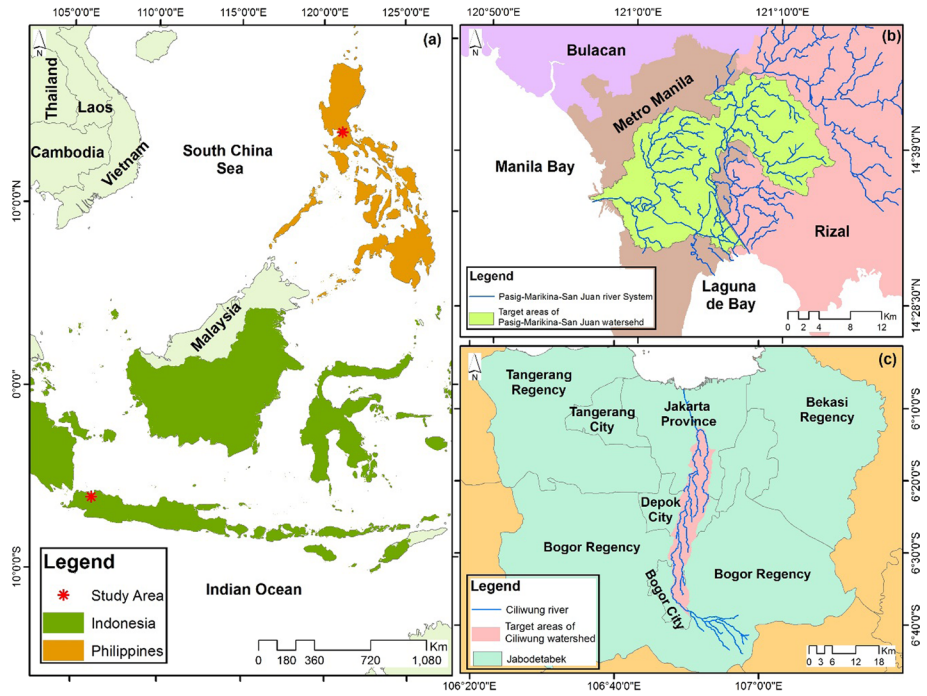 105°0'0"E
110°0'0"E
115°0'0"E
120°0'0"E
125°0'0"E
N
(a)
Thailand
Laos
Cambodia
Vietnam
South China
Sea
10°0'0"N
Malaysia
0°0'0"
10°0'0"S
Indian Ocean
Legend
Study Area
Indonesia
Philippines
0 180 360 720 1,080
Km
120°50'0"E
121°0'0"E
121°10'0"E
N
(b)
Bulacan
Metro Manila
Manila Bay
Rizal
Laguna
de Bay
14°39'0"N
14°28'30"N
Legend
Pasig-Marikina-San Juan river System
Target areas of
Pasig-Marikina-San Juan watersehd
0 2 4 8 12
Km
N
(c)
Tangerang
Regency
Tangerang
City
Jakarta
Province
Bekasi
Regency
Depok
City
Bogor Regency
Bogor City
Bogor Regency
6°10'0"S
6°20'0"S
6°30'0"S
6°40'0"S
Legend
Ciliwung river
Target areas of
Ciliwung watershed
Jabodetabek
0 3 6 12 18
Km
106°20'0"E
106°40'0"E
107°0'0"E